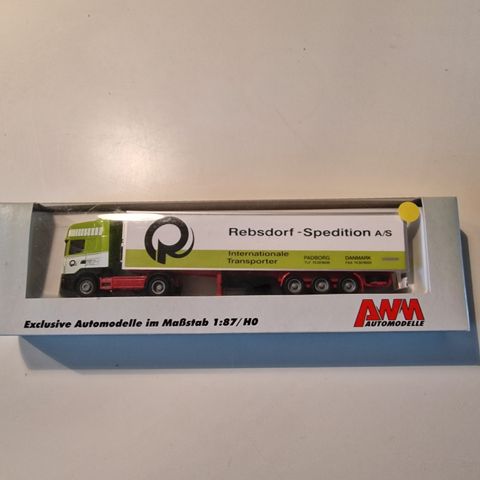 Rebsdorf-Spedition A/S
Internationale
Transporter
PADBORG DANMARK
AWM
AUTOMODELLE
Exclusive Automodelle im Maßstab 1:87/H0